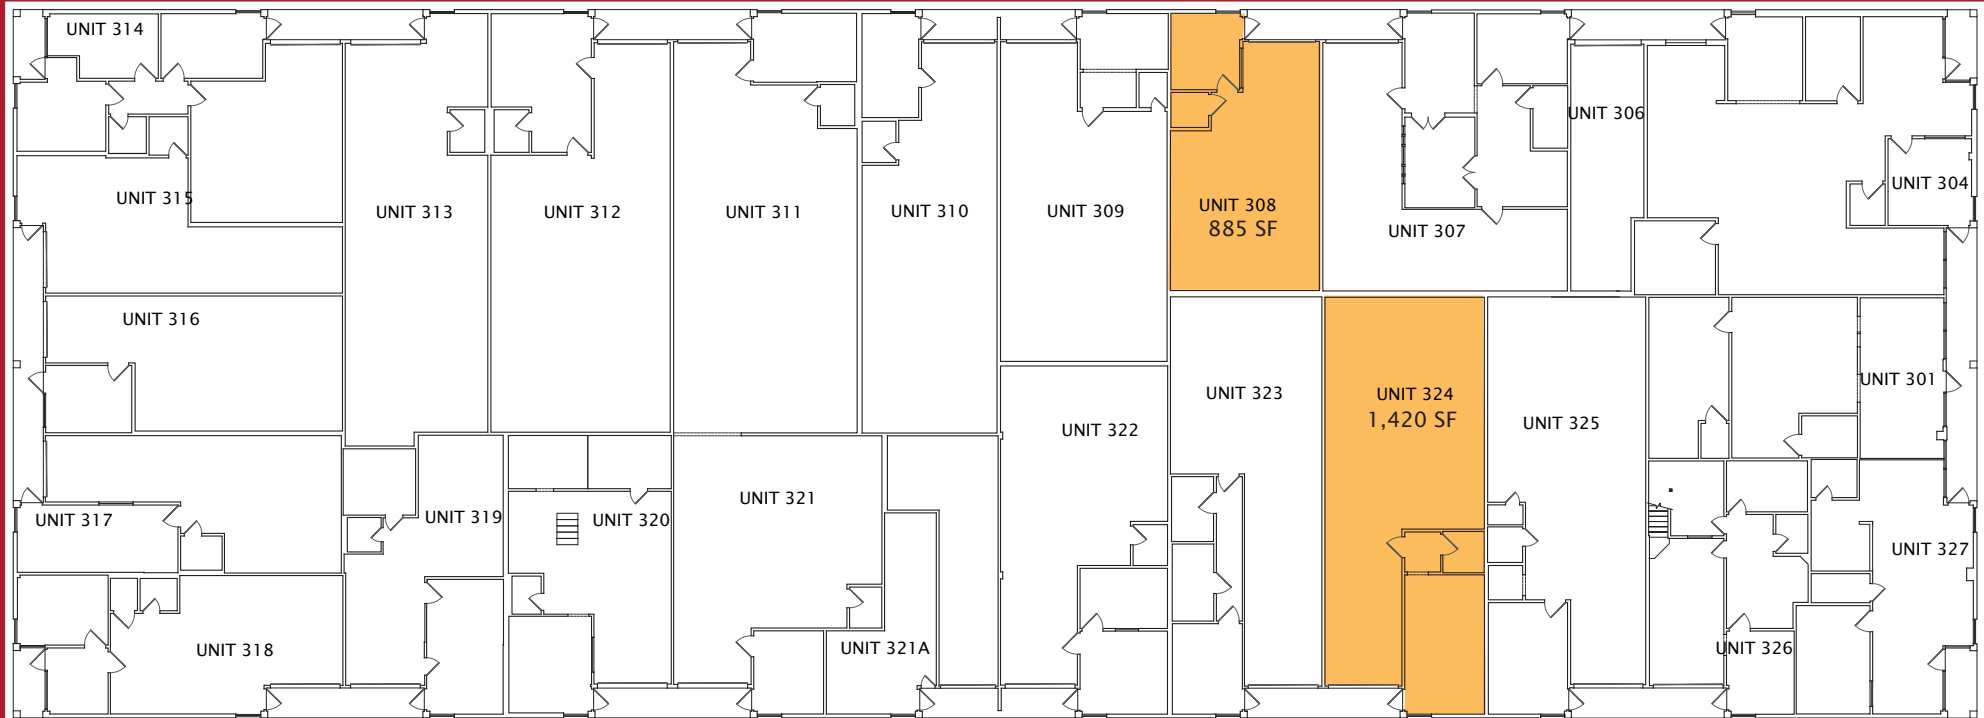 UNIT 314
UNIT 315
UNIT 313
UNIT 312
UNIT 311
UNIT 310
UNIT 309
UNIT 308
885 SF
UNIT 307
UNIT 306
UNIT 304
UNIT 316
UNIT 323
UNIT 324
1,420 SF
UNIT 325
UNIT 301
UNIT 322
UNIT 317
UNIT 319
UNIT 320
UNIT 321
UNIT 327
UNIT 318
UNIT 321A
UNIT 326